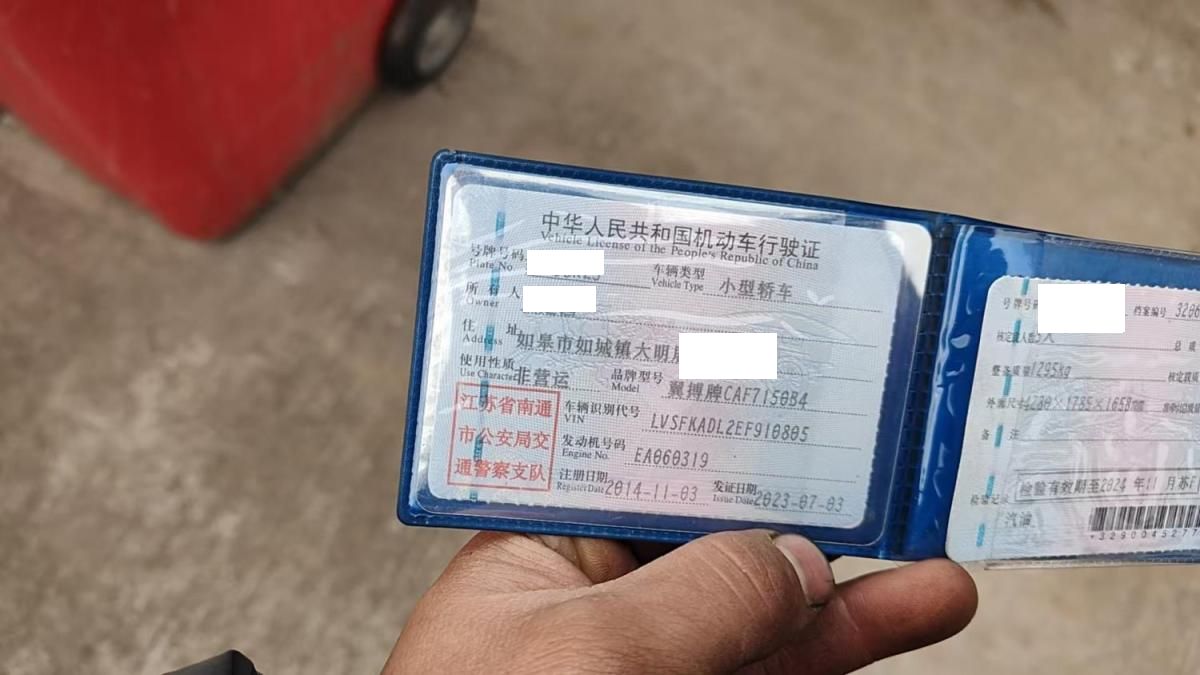 中华人民共和国机动车行驶证
Vehicle License of the People's Republic of China
号牌号码
Plate No.
车辆类型 小型轿车
Vehicle Type
所有人
Owner
住址 如皋市如城镇大明
Address
使用性质 非营运
Use Character
品牌型号 翼搏牌CAF7150B4
Model
江苏省南通
市公安局交
通警察支队
车辆识别代号 LVSFKADL2EF910805
VIN
发动机号码 EA060319
Engine No.
注册日期 2014-11-03
Register Date
发证日期 2023-07-03
Issue Date
号牌号码
档案编号 3206
核定载人数 5人
总质
整备质量 1295kg
核定载质
外廓尺寸 4280×1785×1658mm
备注
检验记录
检验有效期至2024年11月苏F
汽油